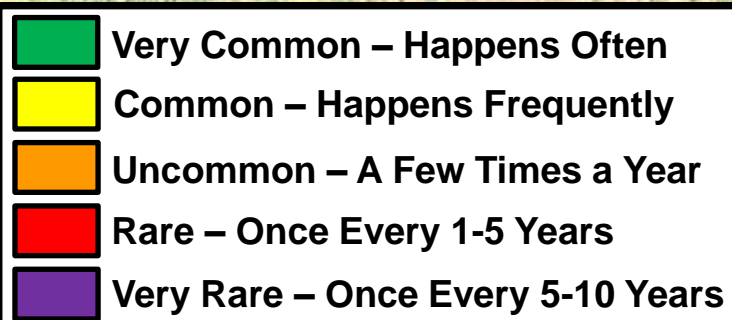 Very Common – Happens Often
Common – Happens Frequently
Uncommon – A Few Times a Year
Rare – Once Every 1-5 Years
Very Rare – Once Every 5-10 Years